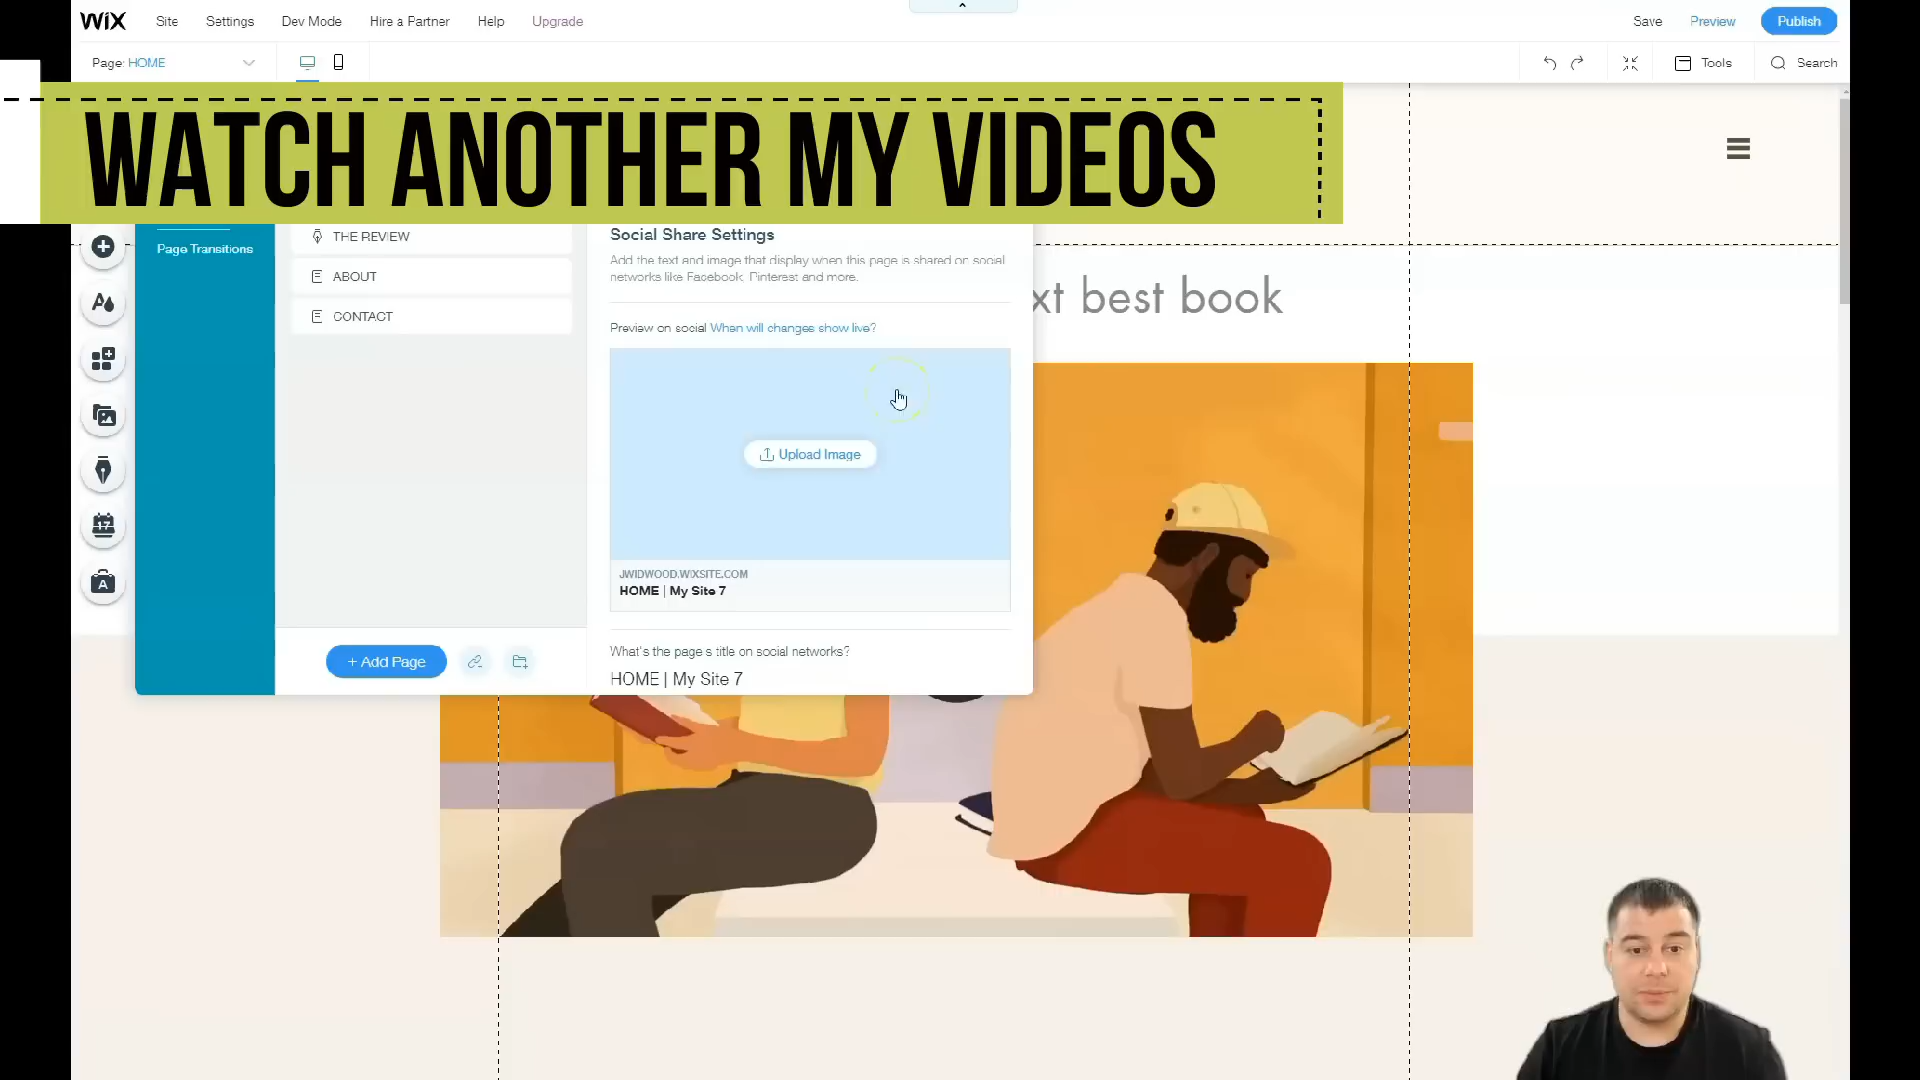 WIX Site Settings Dev Mode Hire a Partner Help Upgrade Save Preview Publish
Page: HOME Tools Search
WATCH ANOTHER MY VIDEOS
Page Transitions
THE REVIEW
ABOUT
CONTACT
+ Add Page
Social Share Settings
Add the text and image that display when this page is shared on social
networks like Facebook, Pinterest and more.
Preview on social When will changes show live?
Upload Image
JWIDWOOD.WIXSITE.COM
HOME | My Site 7
What's the page's title on social networks?
HOME | My Site 7
xt best book
17
A